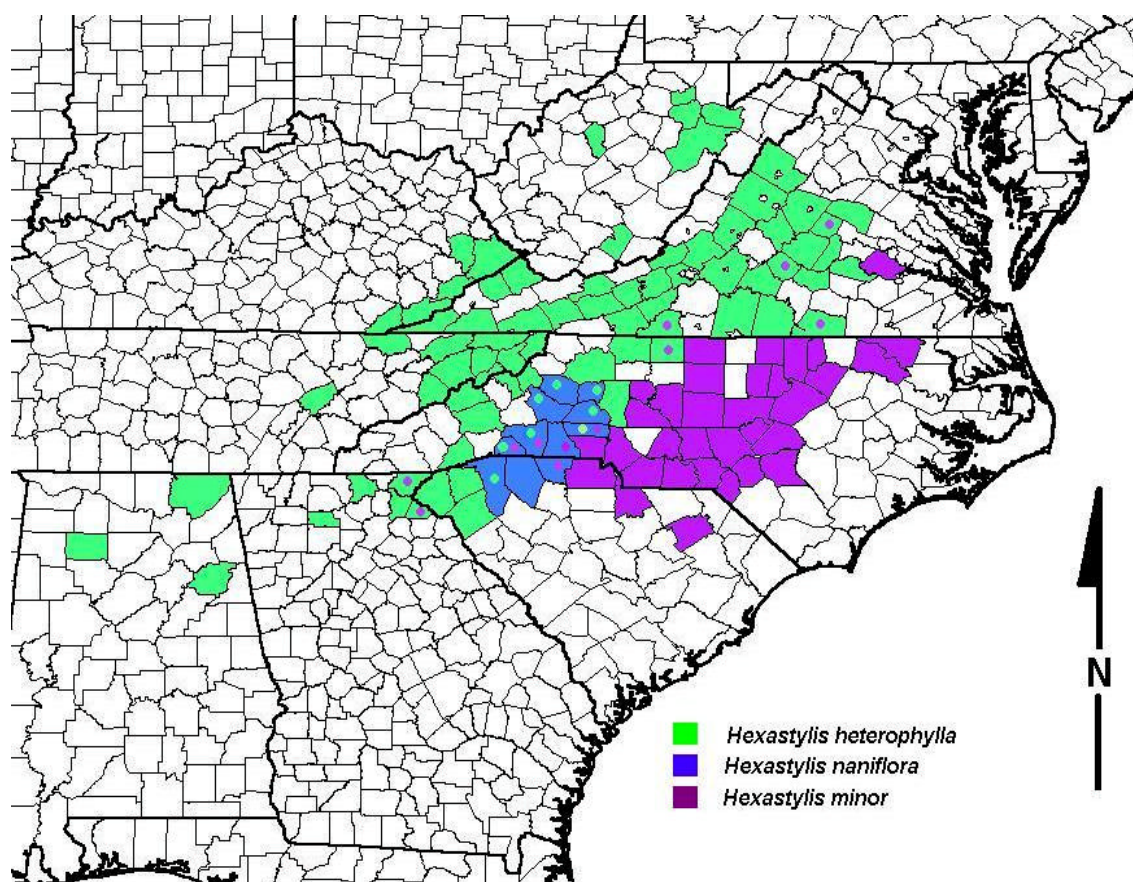 N
Hexastylis heterophylla
Hexastylis naniflora
Hexastylis minor